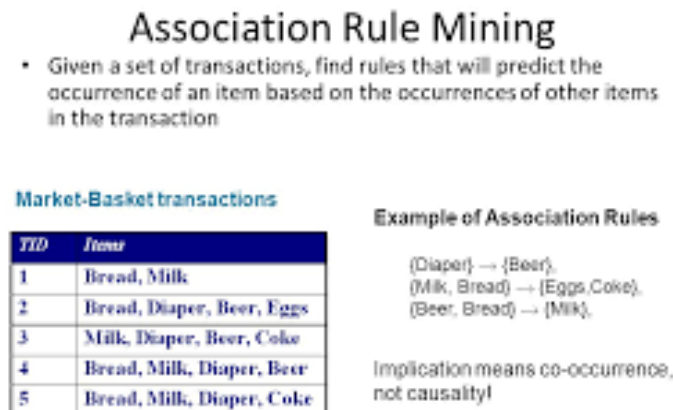 Association Rule Mining
• Given a set of transactions, find rules that will predict the
occurrence of an item based on the occurrences of other items
in the transaction
Market-Basket transactions
TID Items
1 Bread, Milk
2 Bread, Diaper, Beer, Eggs
3 Milk, Diaper, Beer, Coke
4 Bread, Milk, Diaper, Beer
5 Bread, Milk, Diaper, Coke
Example of Association Rules
{Diaper} → {Beer},
{Milk, Bread} → {Eggs,Coke},
{Beer, Bread} → {Milk},
Implication means co-occurrence,
not causality!